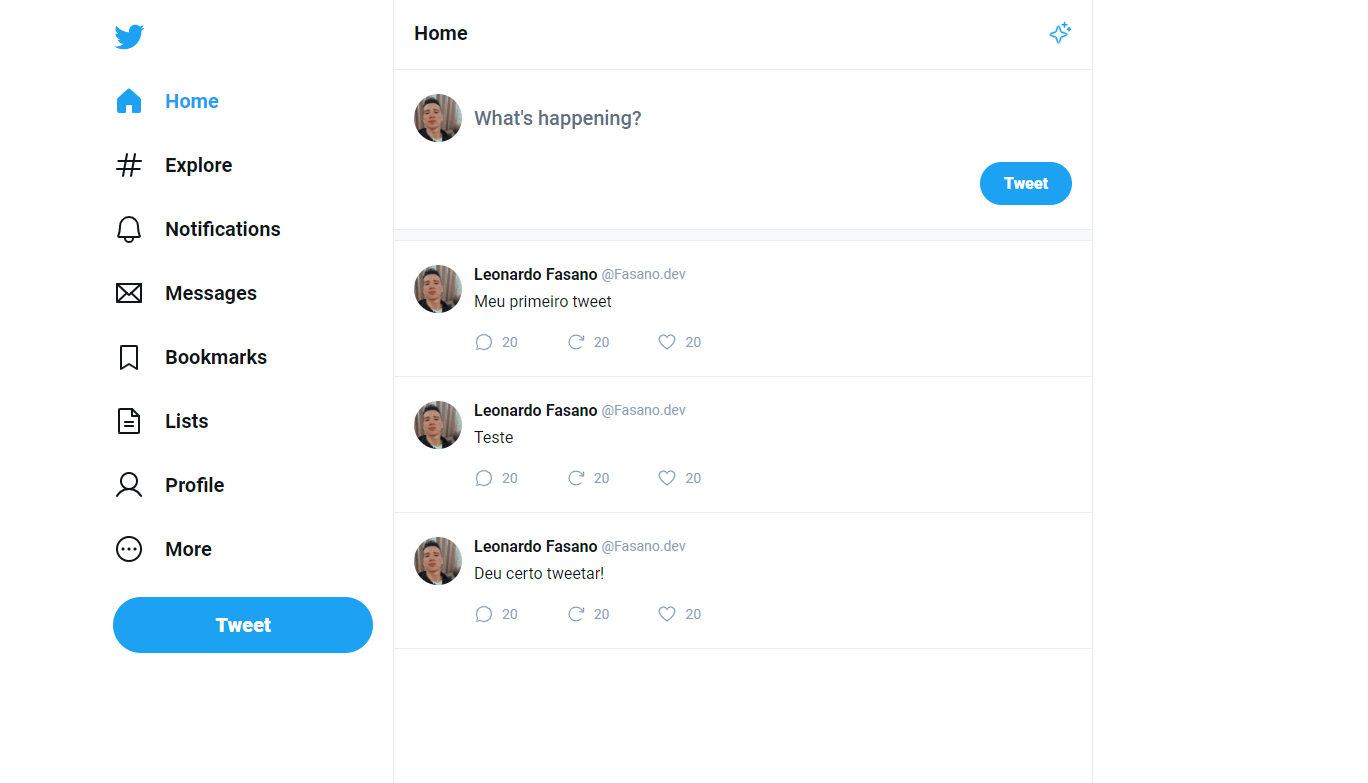 Home
Explore
Notifications
Messages
Bookmarks
Lists
Profile
More
Tweet
Home
What's happening?
Tweet
Leonardo Fasano @Fasano.dev
Meu primeiro tweet
20 20 20
Leonardo Fasano @Fasano.dev
Teste
20 20 20
Leonardo Fasano @Fasano.dev
Deu certo tweetar!
20 20 20